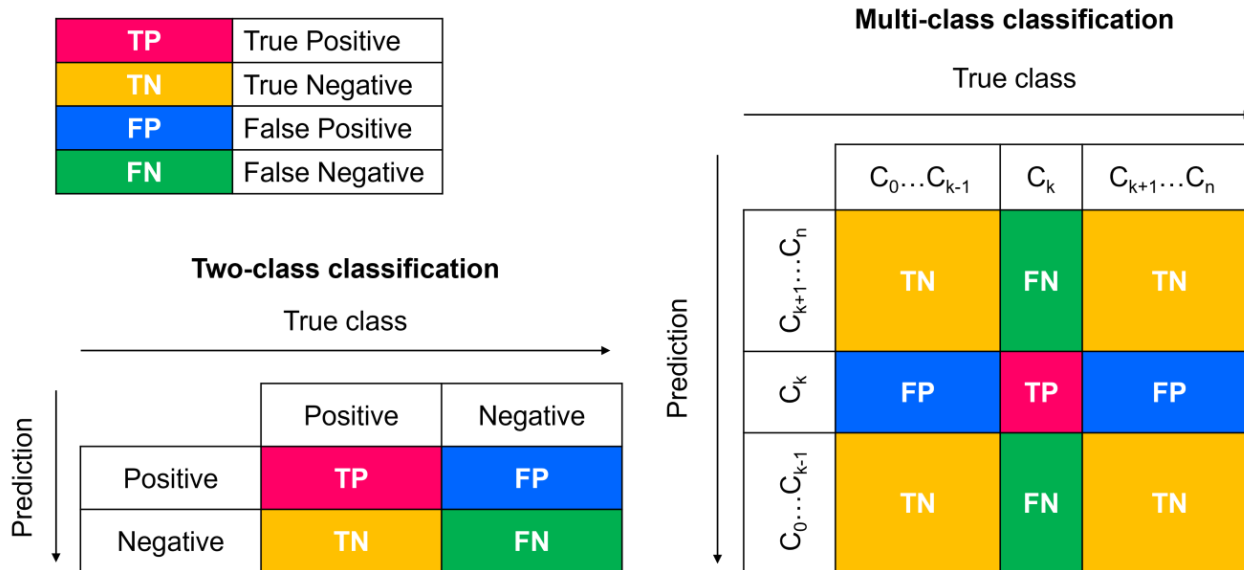 TP True Positive
TN True Negative
FP False Positive
FN False Negative
Two-class classification
True class
Prediction
Positive Negative
Positive TP FP
Negative TN FN
Multi-class classification
True class
Prediction
C0…Ck-1 Ck Ck+1…Cn
Ck+1…Cn TN FN TN
Ck FP TP FP
C0…Ck-1 TN FN TN